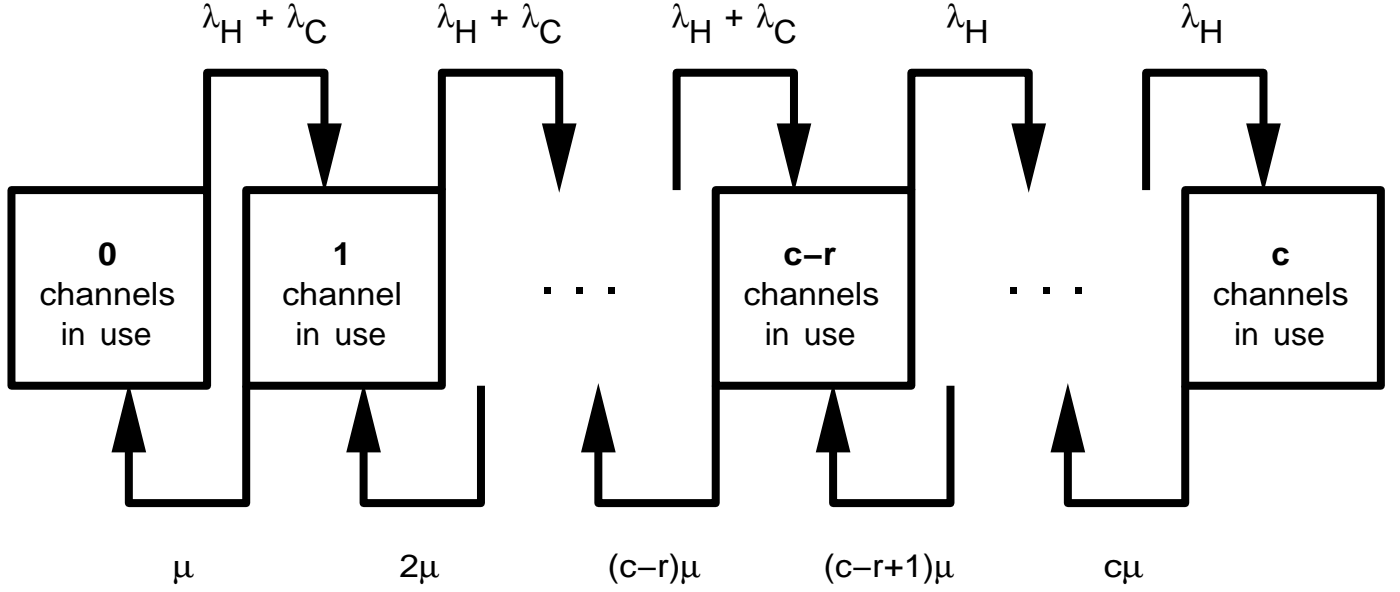 λH + λC λH + λC λH + λC λH λH
0 1 c−r c
channels channel . . . channels . . . channels
in use in use in use in use
μ 2μ (c−r)μ (c−r+1)μ cμ